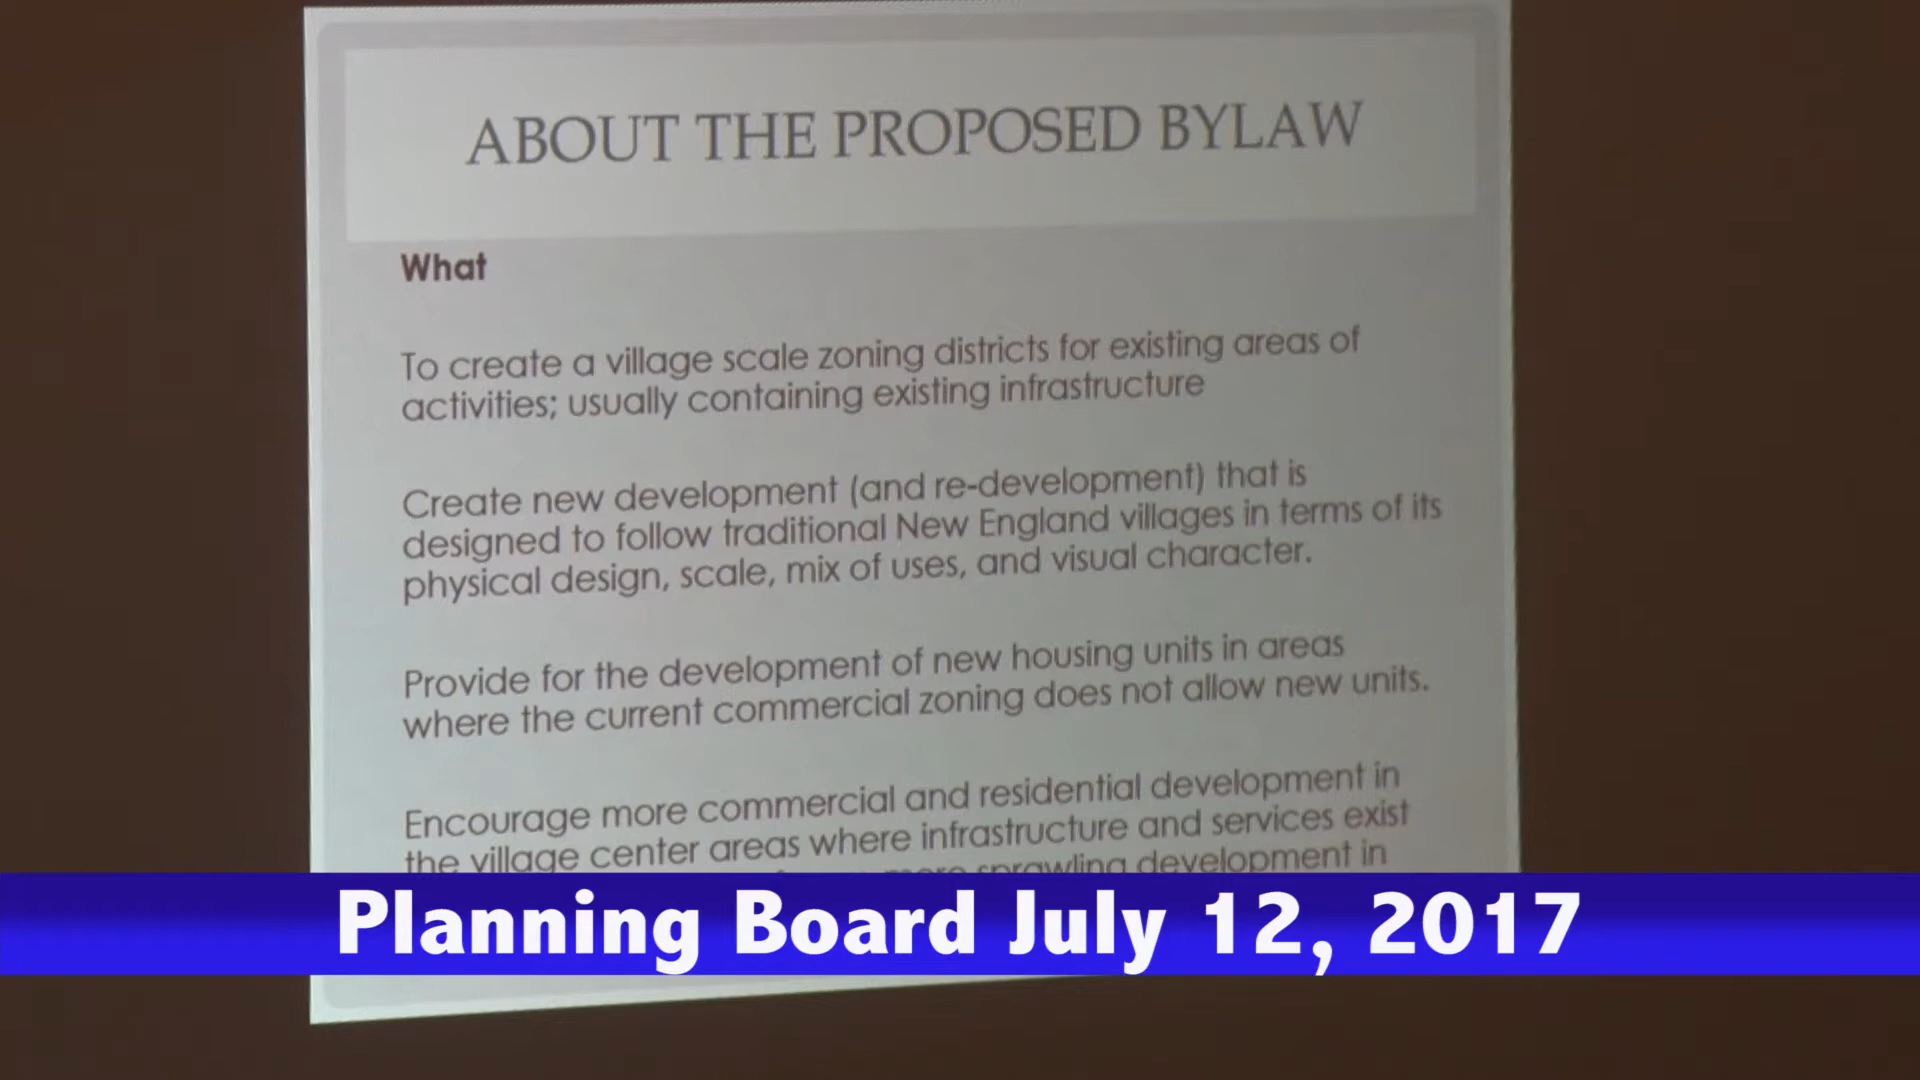 ABOUT THE PROPOSED BYLAW
What
To create a village scale zoning districts for existing areas of
activities; usually containing existing infrastructure
Create new development (and re-development) that is
designed to follow traditional New England villages in terms of its
physical design, scale, mix of uses, and visual character.
Provide for the development of new housing units in areas
where the current commercial zoning does not allow new units.
Encourage more commercial and residential development in
the village center areas where infrastructure and services exist
more sprawling development in
Planning Board July 12, 2017